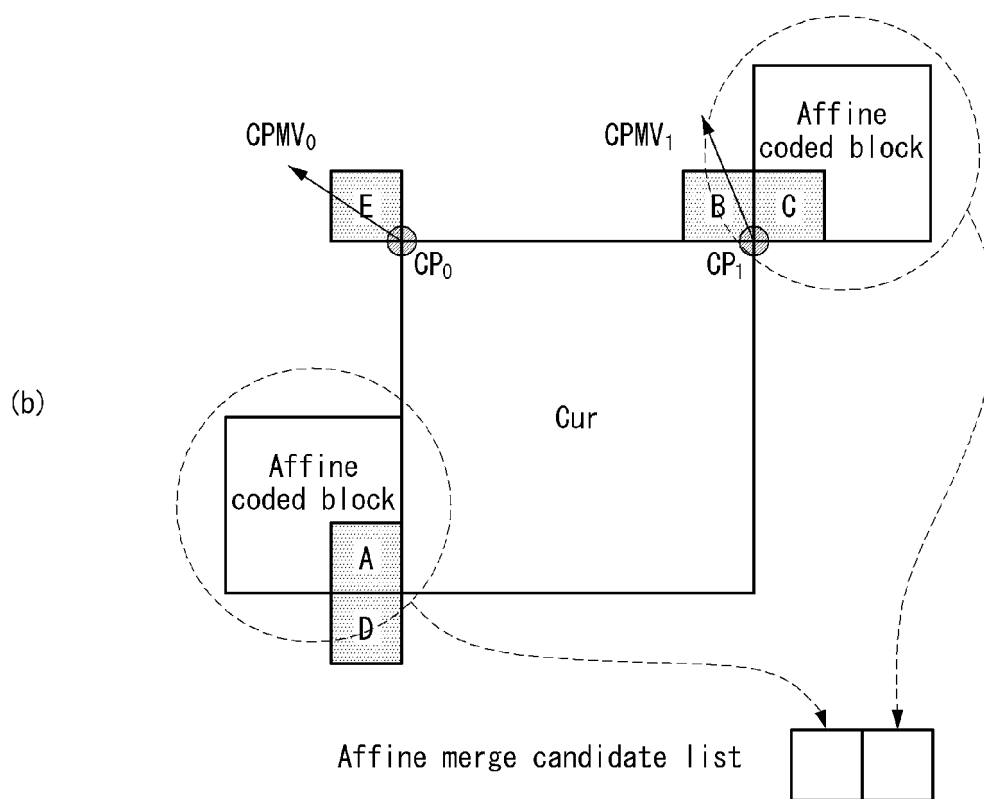 Affine
coded block
CPMV₀
CPMV₁
E
B
C
CP₀
CP₁
(b)
Cur
Affine
coded block
A
D
Affine merge candidate list